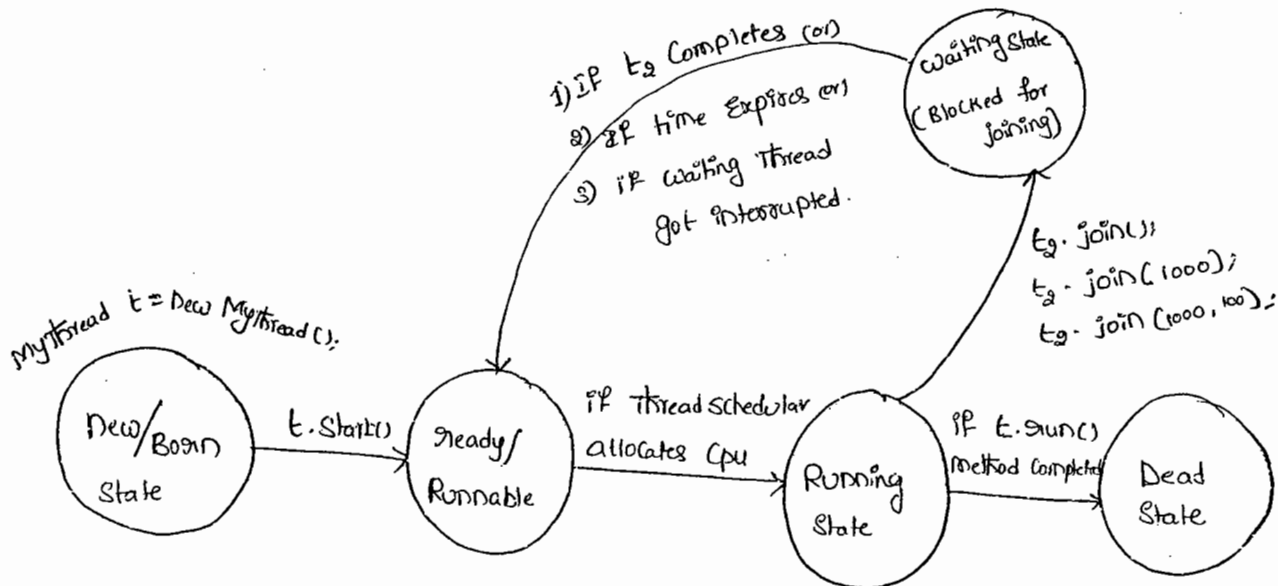 1) If t2 Completes (or)
2) If time Expires (or)
3) if waiting Thread
got interrupted.
waiting State
(Blocked for
joining)
t2. join();
t2. join(1000);
t2. join(1000, 100);
MyThread t = new MyThread();
new/Born
State
t.start()
ready/
Runnable
if Thread schedular
allocates Cpu
Running
State
if t.run()
method completed
Dead
State